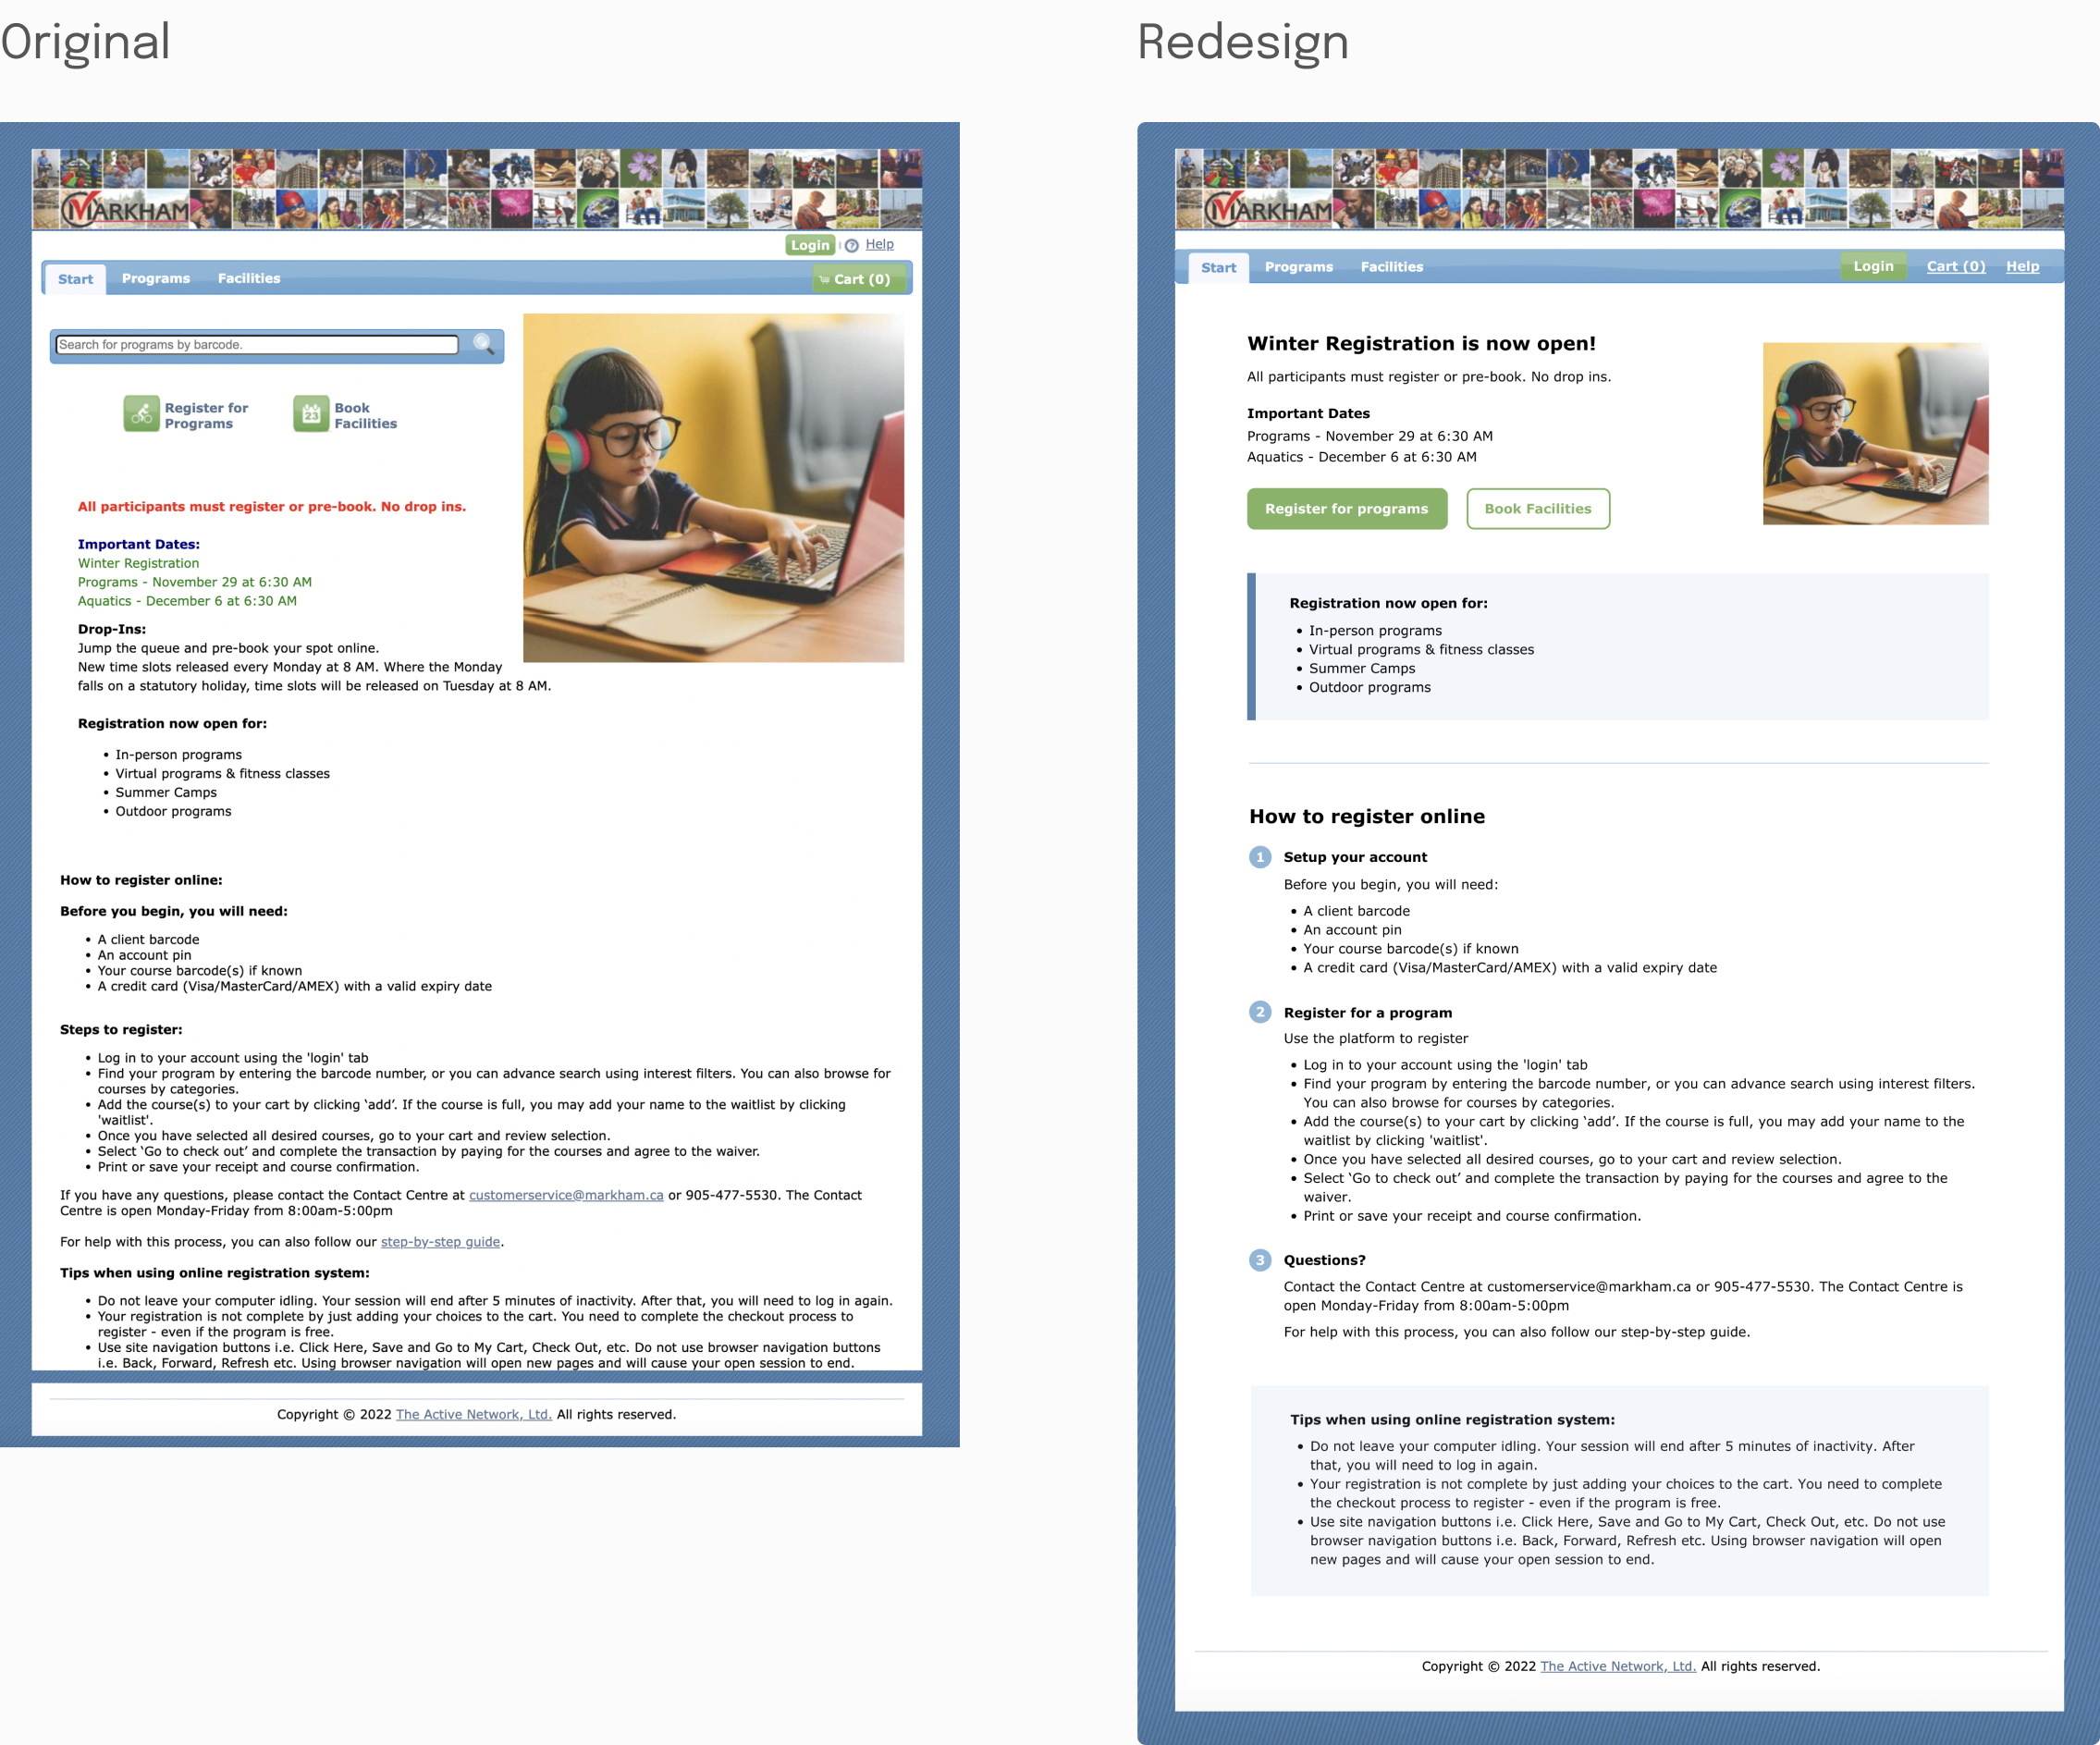 Original
MARKHAM
Login
Help
Start
Programs
Facilities
Cart (0)
Search for programs by barcode.
Register for
Programs
Book
Facilities
23
All participants must register or pre-book. No drop ins.
Important Dates:
Winter Registration
Programs - November 29 at 6:30 AM
Aquatics - December 6 at 6:30 AM
Drop-Ins:
Jump the queue and pre-book your spot online.
New time slots released every Monday at 8 AM. Where the Monday
falls on a statutory holiday, time slots will be released on Tuesday at 8 AM.
Registration now open for:
• In-person programs
• Virtual programs & fitness classes
• Summer Camps
• Outdoor programs
How to register online:
Before you begin, you will need:
• A client barcode
• An account pin
• Your course barcode(s) if known
• A credit card (Visa/MasterCard/AMEX) with a valid expiry date
Steps to register:
• Log in to your account using the 'login' tab
• Find your program by entering the barcode number, or you can advance search using interest filters. You can also browse for
courses by categories.
• Add the course(s) to your cart by clicking ‘add’. If the course is full, you may add your name to the waitlist by clicking
'waitlist'.
• Once you have selected all desired courses, go to your cart and review selection.
• Select ‘Go to check out’ and complete the transaction by paying for the courses and agree to the waiver.
• Print or save your receipt and course confirmation.
If you have any questions, please contact the Contact Centre at customerservice@markham.ca or 905-477-5530. The Contact
Centre is open Monday-Friday from 8:00am-5:00pm
For help with this process, you can also follow our step-by-step guide.
Tips when using online registration system:
• Do not leave your computer idling. Your session will end after 5 minutes of inactivity. After that, you will need to log in again.
• Your registration is not complete by just adding your choices to the cart. You need to complete the checkout process to
register - even if the program is free.
• Use site navigation buttons i.e. Click Here, Save and Go to My Cart, Check Out, etc. Do not use browser navigation buttons
i.e. Back, Forward, Refresh etc. Using browser navigation will open new pages and will cause your open session to end.
Copyright © 2022 The Active Network, Ltd. All rights reserved.
Redesign
MARKHAM
Start
Programs
Facilities
Login
Cart (0)
Help
Winter Registration is now open!
All participants must register or pre-book. No drop ins.
Important Dates
Programs - November 29 at 6:30 AM
Aquatics - December 6 at 6:30 AM
Register for programs
Book Facilities
Registration now open for:
• In-person programs
• Virtual programs & fitness classes
• Summer Camps
• Outdoor programs
How to register online
1 Setup your account
Before you begin, you will need:
• A client barcode
• An account pin
• Your course barcode(s) if known
• A credit card (Visa/MasterCard/AMEX) with a valid expiry date
2 Register for a program
Use the platform to register
• Log in to your account using the 'login' tab
• Find your program by entering the barcode number, or you can advance search using interest filters.
You can also browse for courses by categories.
• Add the course(s) to your cart by clicking ‘add’. If the course is full, you may add your name to the
waitlist by clicking 'waitlist'.
• Once you have selected all desired courses, go to your cart and review selection.
• Select ‘Go to check out’ and complete the transaction by paying for the courses and agree to the
waiver.
• Print or save your receipt and course confirmation.
3 Questions?
Contact the Contact Centre at customerservice@markham.ca or 905-477-5530. The Contact Centre is
open Monday-Friday from 8:00am-5:00pm
For help with this process, you can also follow our step-by-step guide.
Tips when using online registration system:
• Do not leave your computer idling. Your session will end after 5 minutes of inactivity. After
that, you will need to log in again.
• Your registration is not complete by just adding your choices to the cart. You need to complete
the checkout process to register - even if the program is free.
• Use site navigation buttons i.e. Click Here, Save and Go to My Cart, Check Out, etc. Do not use
browser navigation buttons i.e. Back, Forward, Refresh etc. Using browser navigation will open
new pages and will cause your open session to end.
Copyright © 2022 The Active Network, Ltd. All rights reserved.